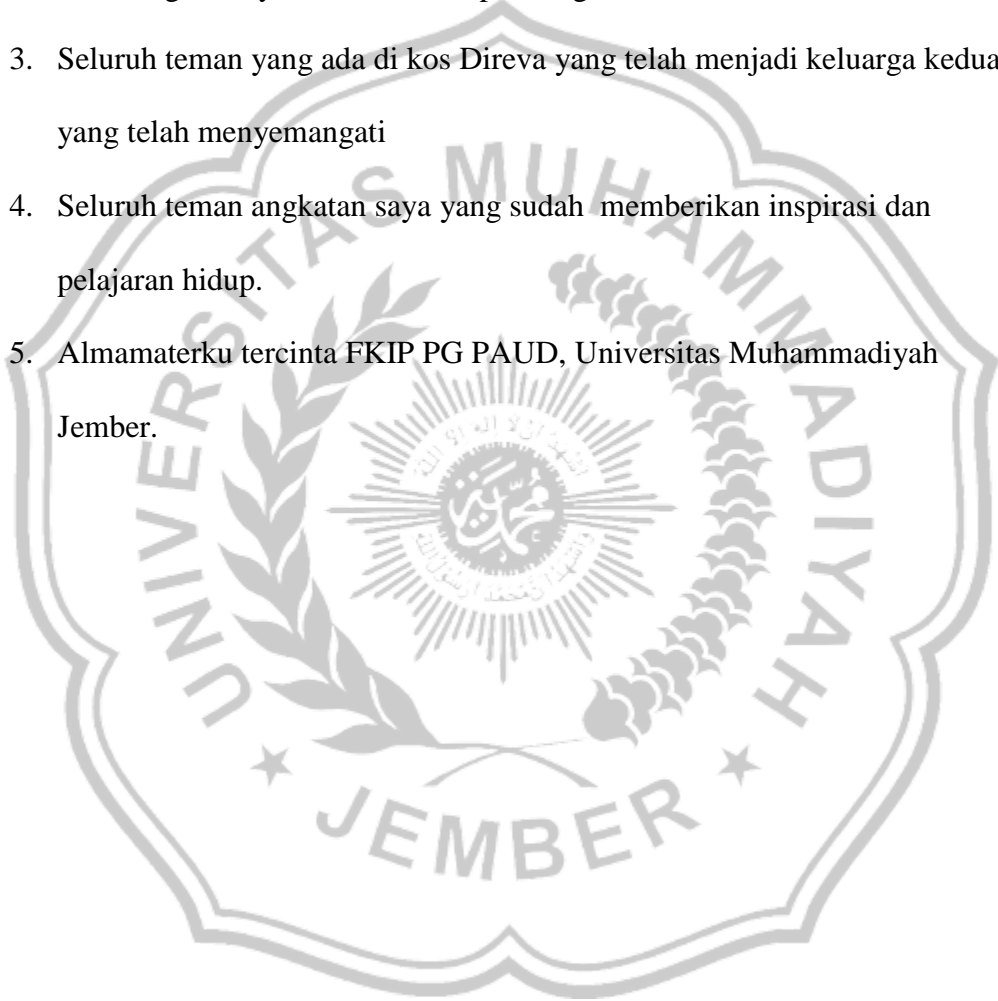 3. Seluruh teman yang ada di kos Direva yang telah menjadi keluarga kedua
yang telah menyemangati
4. Seluruh teman angkatan saya yang sudah memberikan inspirasi dan
pelajaran hidup.
5. Almamaterku tercinta FKIP PG PAUD, Universitas Muhammadiyah
Jember.
UNIVERSITAS MUHAMMADIYAH
JEMBER